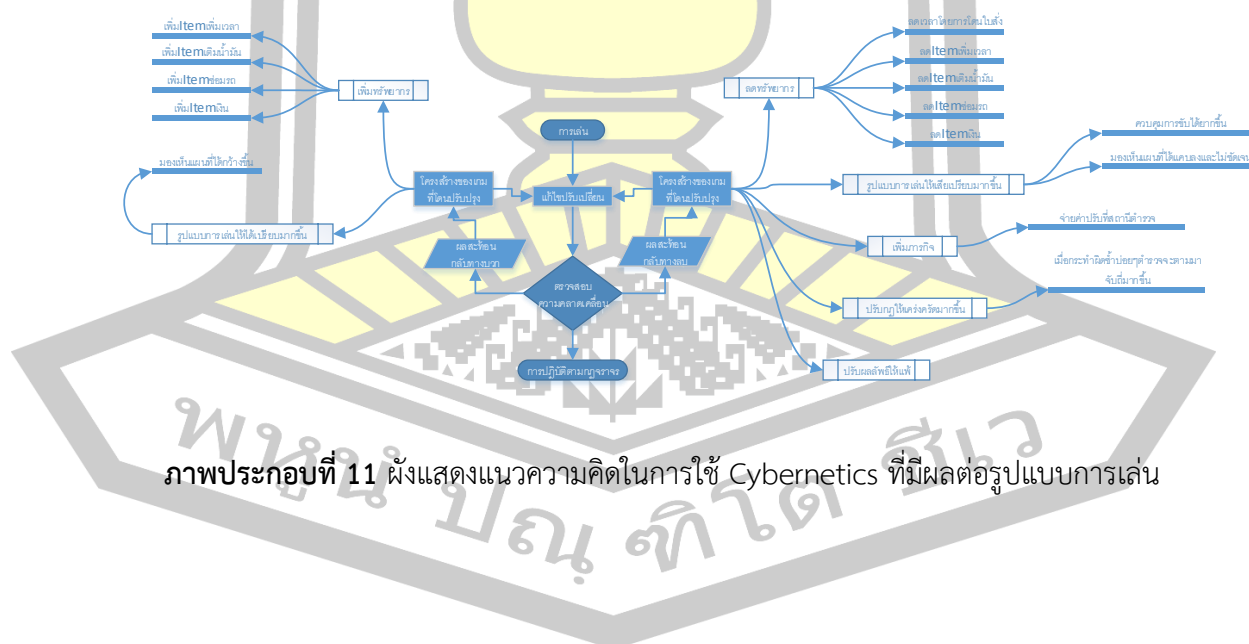 เพิ่มItemเพิ่มเวลา
เพิ่มItemเติมน้ำมัน
เพิ่มItemซ่อมรถ
เพิ่มItemเงิน
เพิ่มทรัพยากร
มองเห็นแผนที่ได้กว้างขึ้น
รูปแบบการเล่นให้ได้เปรียบมากขึ้น
การเล่น
โครงสร้างของเกม
ที่โดนปรับปรุง
แก้ไขปรับเปลี่ยน
โครงสร้างของเกม
ที่โดนปรับปรุง
ผลสะท้อน
กลับทางบวก
ผลสะท้อน
กลับทางลบ
ตรวจสอบ
ความคลาดเคลื่อน
การปฏิบัติตามกฎจราจร
ลดเวลาโดยการโดนใบสั่ง
ลดItemเพิ่มเวลา
ลดItemเติมน้ำมัน
ลดItemซ่อมรถ
ลดItemเงิน
ลดทรัพยากร
ควบคุมการขับได้ยากขึ้น
มองเห็นแผนที่ได้แคบลงและไม่ชัดเจน
รูปแบบการเล่นให้เสียเปรียบมากขึ้น
จ่ายค่าปรับที่สถานีตำรวจ
เพิ่มภารกิจ
เมื่อกระทำผิดซ้ำบ่อยๆตำรวจจะตามมา
จับถี่มากขึ้น
ปรับกฎให้เคร่งครัดมากขึ้น
ปรับผลลัพธ์ให้แพ้
ภาพประกอบที่ 11 ผังแสดงแนวความคิดในการใช้ Cybernetics ที่มีผลต่อรูปแบบการเล่น
พหูนํ ปณฺฑิโต ชีเว